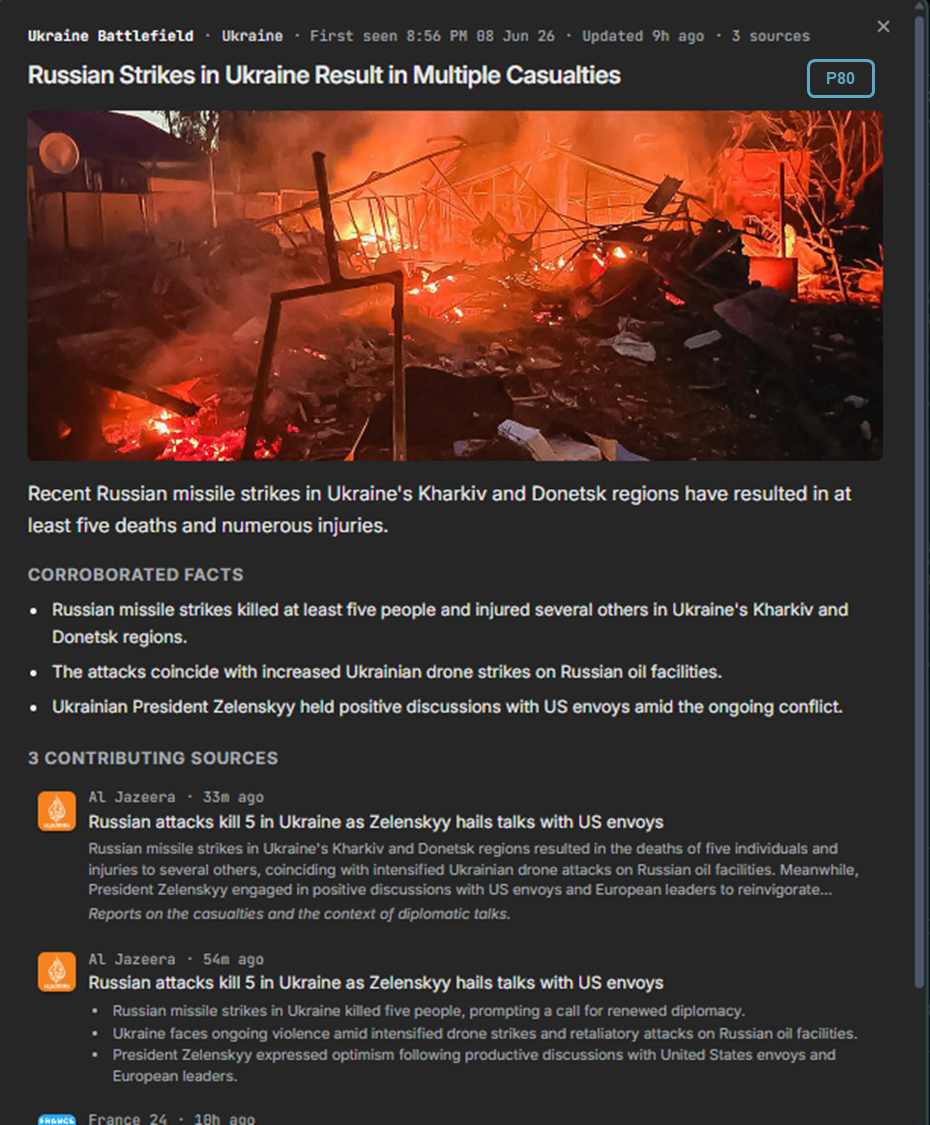 Ukraine Battlefield · Ukraine · First seen 8:56 PM 08 Jun 26 · Updated 9h ago · 3 sources
Russian Strikes in Ukraine Result in Multiple Casualties
P80
Recent Russian missile strikes in Ukraine's Kharkiv and Donetsk regions have resulted in at
least five deaths and numerous injuries.
CORROBORATED FACTS
• Russian missile strikes killed at least five people and injured several others in Ukraine's Kharkiv and
Donetsk regions.
• The attacks coincide with increased Ukrainian drone strikes on Russian oil facilities.
• Ukrainian President Zelenskyy held positive discussions with US envoys amid the ongoing conflict.
3 CONTRIBUTING SOURCES
Al Jazeera · 33m ago
Russian attacks kill 5 in Ukraine as Zelenskyy hails talks with US envoys
Russian missile strikes in Ukraine's Kharkiv and Donetsk regions resulted in the deaths of five individuals and
injuries to several others, coinciding with intensified Ukrainian drone attacks on Russian oil facilities. Meanwhile,
President Zelenskyy engaged in positive discussions with US envoys and European leaders to reinvigorate...
Reports on the casualties and the context of diplomatic talks.
Al Jazeera · 54m ago
Russian attacks kill 5 in Ukraine as Zelenskyy hails talks with US envoys
• Russian missile strikes in Ukraine killed five people, prompting a call for renewed diplomacy.
• Ukraine faces ongoing violence amid intensified drone strikes and retaliatory attacks on Russian oil facilities.
• President Zelenskyy expressed optimism following productive discussions with United States envoys and
European leaders.
France 24 · 10h ago